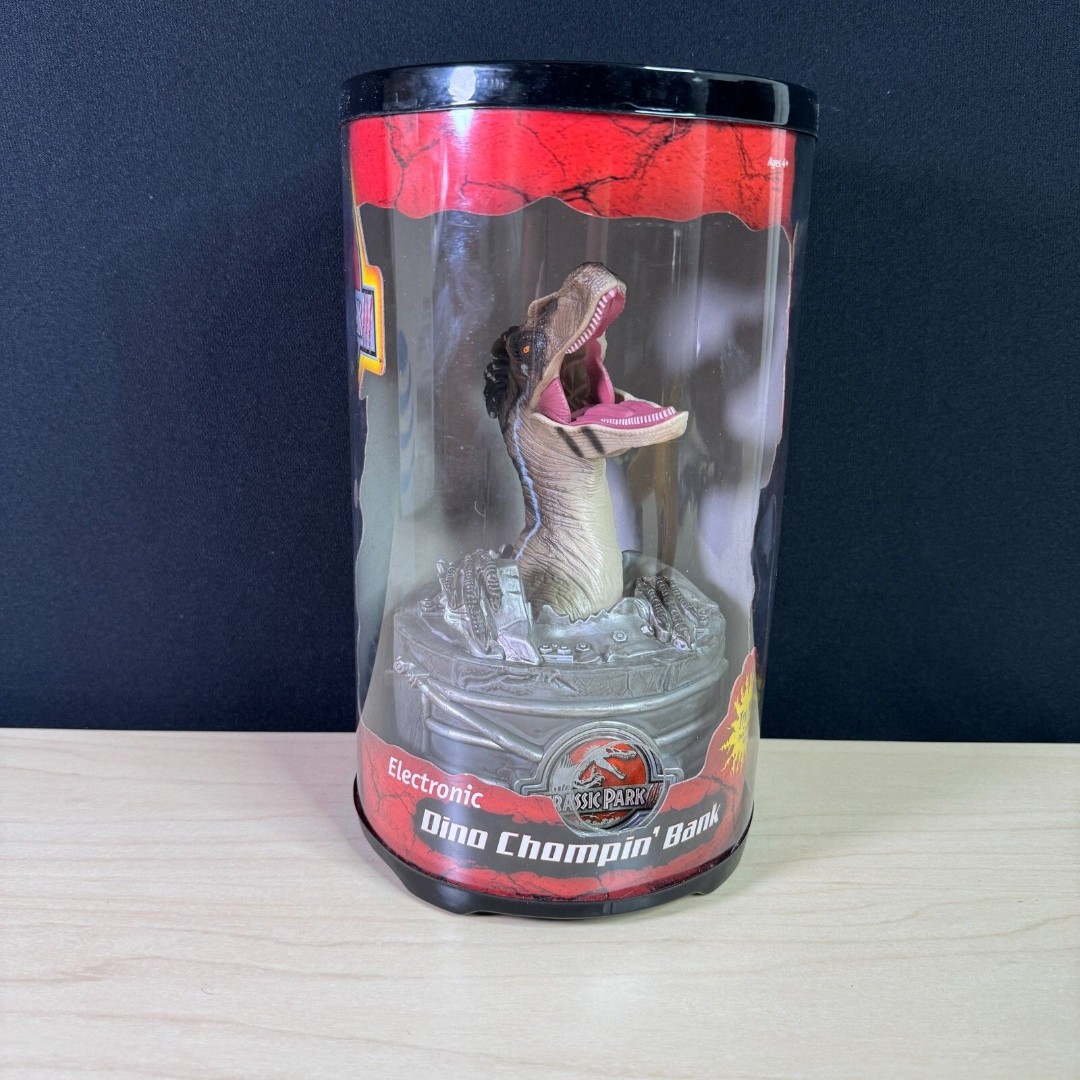 Ages 4+
Electronic
JURASSIC PARK III
Dino Chompin' Bank